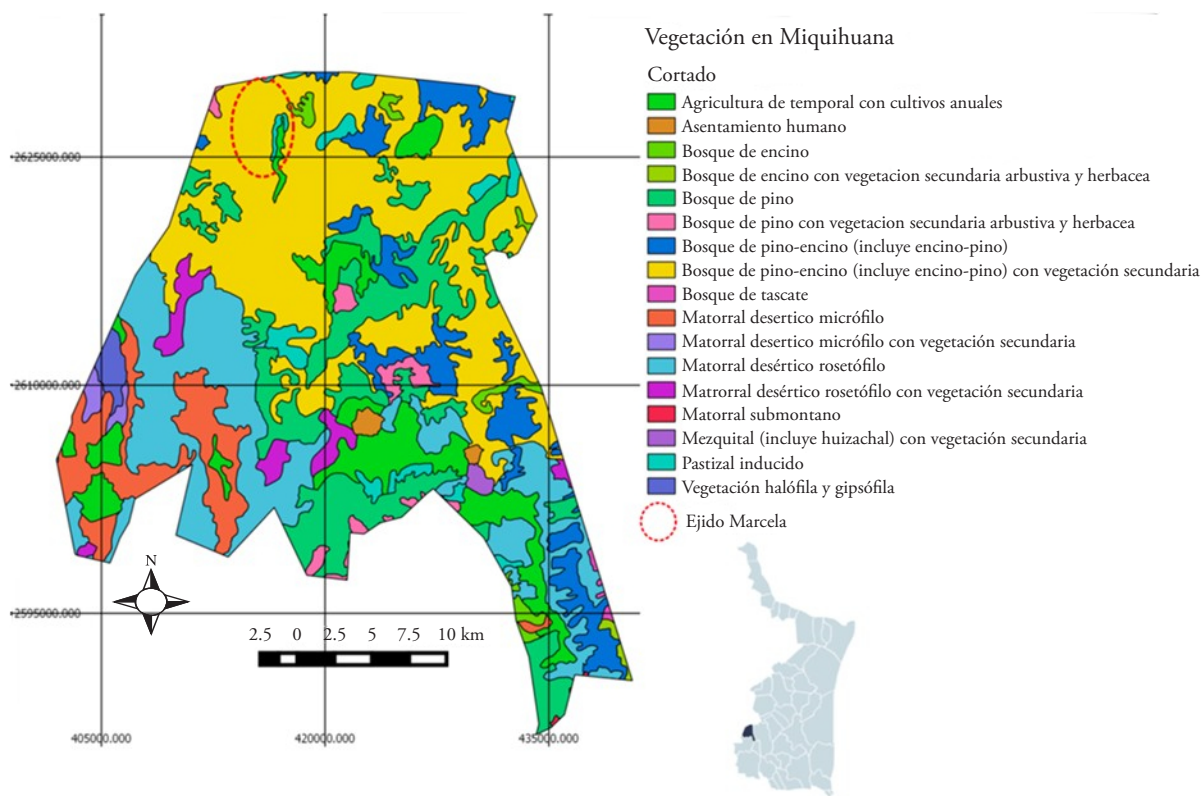 Vegetación en Miquihuana
Cortado
Agricultura de temporal con cultivos anuales
Asentamiento humano
Bosque de encino
Bosque de encino con vegetacion secundaria arbustiva y herbacea
Bosque de pino
Bosque de pino con vegetacion secundaria arbustiva y herbacea
Bosque de pino-encino (incluye encino-pino)
Bosque de pino-encino (incluye encino-pino) con vegetación secundaria
Bosque de tascate
Matorral desertico micrófilo
Matorral desertico micrófilo con vegetación secundaria
Matorral desértico rosetófilo
Matrorral desértico rosetófilo con vegetación secundaria
Matorral submontano
Mezquital (incluye huizachal) con vegetación secundaria
Pastizal inducido
Vegetación halófila y gipsófila
Ejido Marcela
2625000.000
2610000.000
2595000.000
N
2.5 0 2.5 5 7.5 10 km
405000.000 420000.000 435000.000